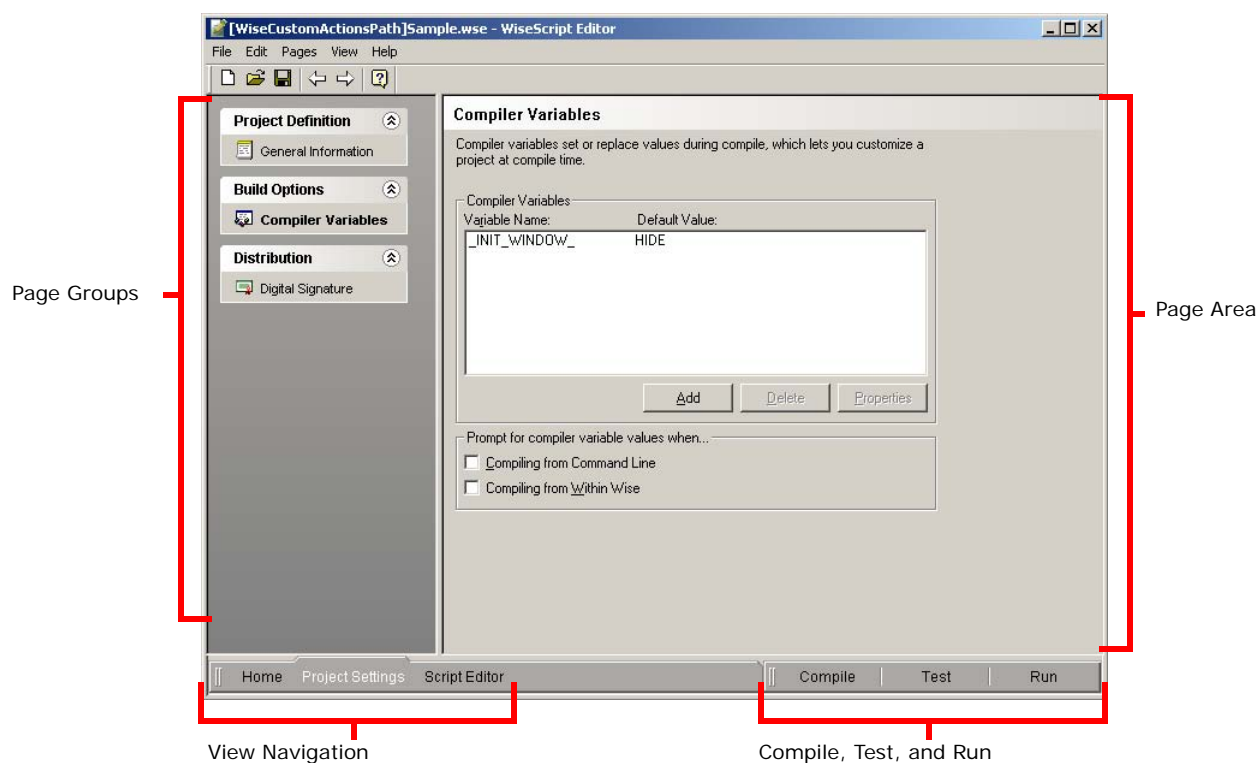 [WiseCustomActionsPath]Sample.wse - WiseScript Editor
File Edit Pages View Help
Project Definition
General Information
Build Options
Compiler Variables
Distribution
Digital Signature
Compiler Variables
Compiler variables set or replace values during compile, which lets you customize a
project at compile time.
Compiler Variables
Variable Name: Default Value:
_INIT_WINDOW_ HIDE
Add Delete Properties
Prompt for compiler variable values when...
Compiling from Command Line
Compiling from Within Wise
Page Groups
Page Area
Home Project Settings Script Editor
Compile Test Run
View Navigation
Compile, Test, and Run